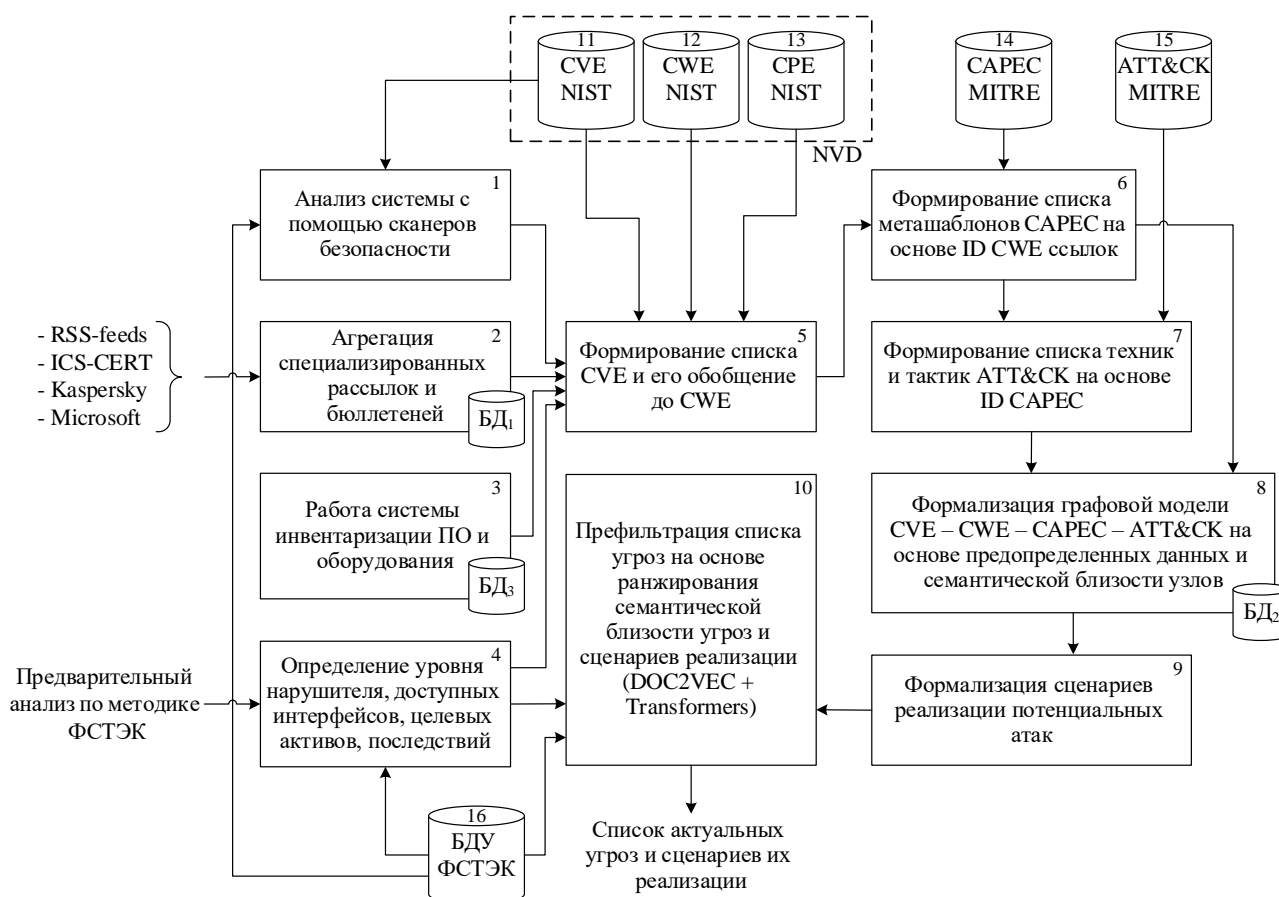 11
CVE
NIST
12
CWE
NIST
13
CPE
NIST
NVD
14
CAPEC
MITRE
15
ATT&CK
MITRE
1
Анализ системы с
помощью сканеров
безопасности
- RSS-feeds
- ICS-CERT
- Kaspersky
- Microsoft
2
Агрегация
специализированных
рассылок и
бюллетеней
БД₁
3
Работа системы
инвентаризации ПО и
оборудования
БД₃
Предварительный
анализ по методике
ФСТЭК
4
Определение уровня
нарушителя, доступных
интерфейсов, целевых
активов, последствий
16
БДУ
ФСТЭК
5
Формирование списка
CVE и его обобщение
до CWE
6
Формирование списка
меташаблонов CAPEC на
основе ID CWE ссылок
7
Формирование списка техник
и тактик ATT&CK на основе
ID CAPEC
8
Формализация графовой модели
CVE – CWE – CAPEC – ATT&CK на
основе предопределенных данных и
семантической близости узлов
БД₂
9
Формализация сценариев
реализации потенциальных
атак
10
Префильтрация списка
угроз на основе
ранжирования
семантической
близости угроз и
сценариев реализации
(DOC2VEC +
Transformers)
Список актуальных
угроз и сценариев их
реализации